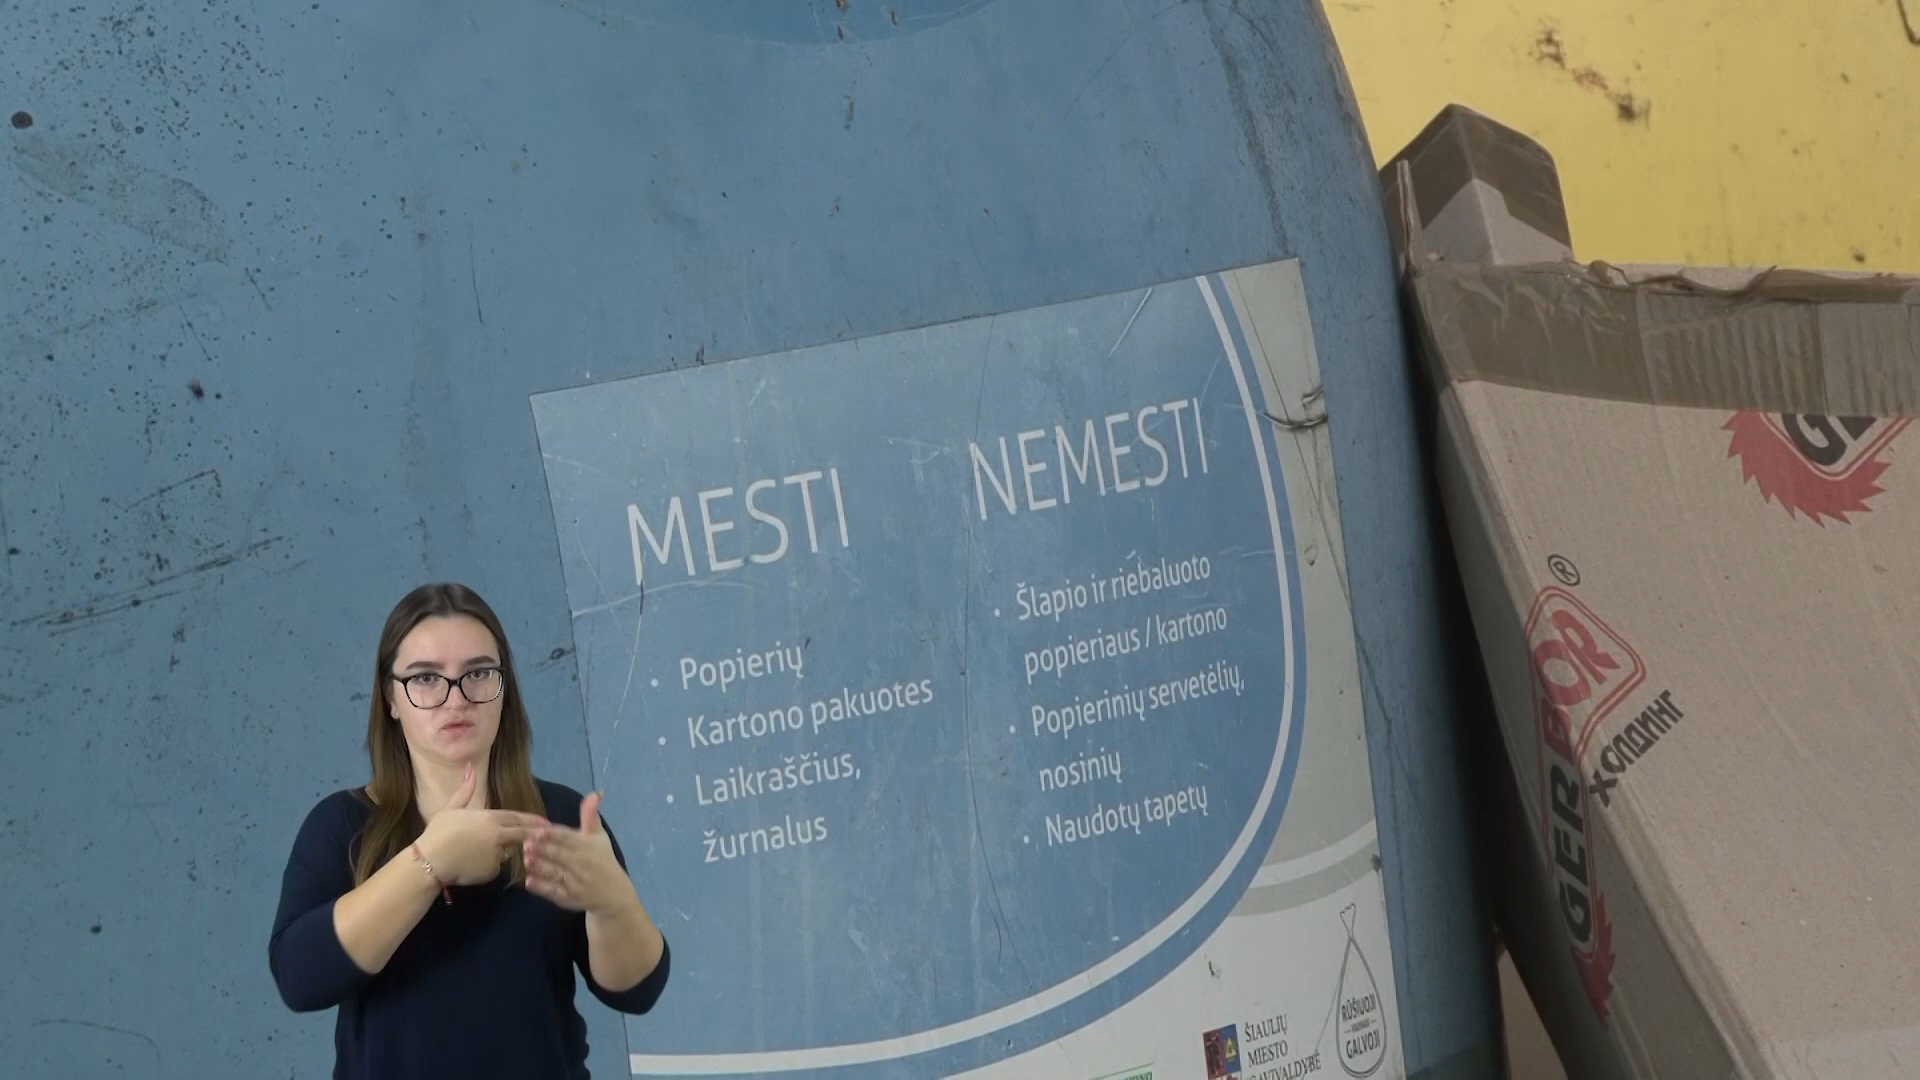 MESTI
• Popierių
• Kartono pakuotes
• Laikraščius,
žurnalus
NEMESTI
• Šlapio ir riebaluoto
popieriaus / kartono
• Popierinių servetėlių,
nosinių
• Naudotų tapetų
ŠIAULIŲ
MIESTO
SAVIVALDYBĖ
RŪŠIUOJI
GALVOJI
GERBOR®
ХОЛДИНГ